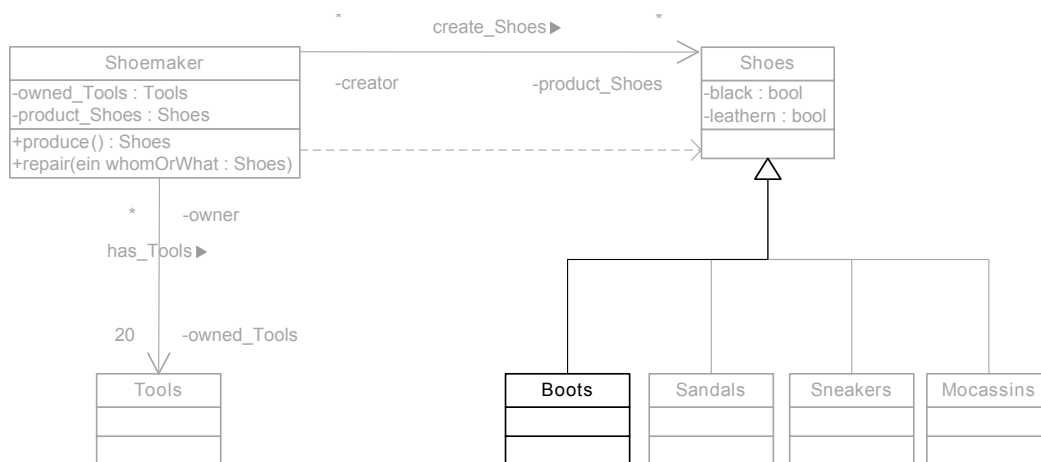 * *
create_Shoes▶
Shoemaker
Shoes
-creator
-product_Shoes
-owned_Tools : Tools
-product_Shoes : Shoes
-black : bool
-leathern : bool
+produce() : Shoes
+repair(ein whomOrWhat : Shoes)
* -owner
has_Tools▶
20 -owned_Tools
Tools
Boots
Sandals
Sneakers
Mocassins